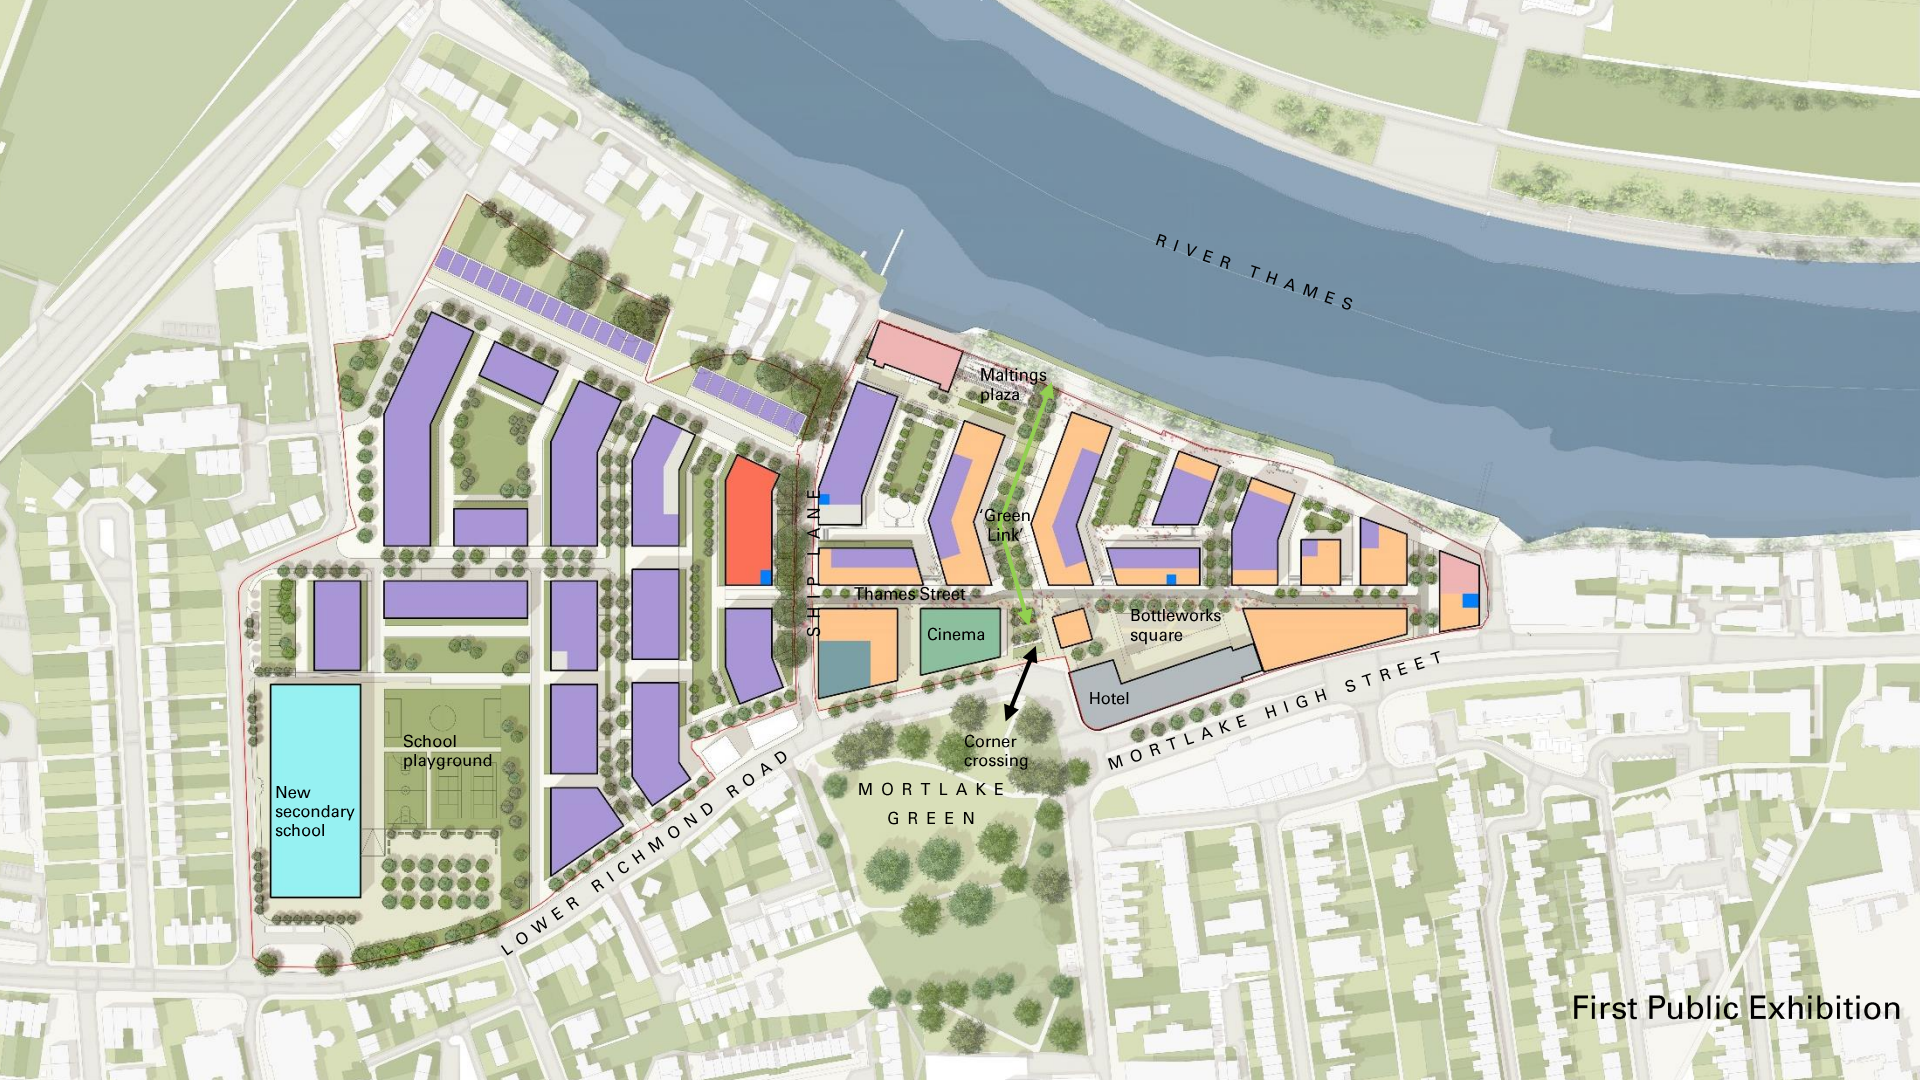 RIVER THAMES
Maltings
plaza
'Green
Link'
SHIP LANE
Thames Street
Cinema
Bottleworks
square
Hotel
MORTLAKE HIGH STREET
Corner
crossing
School
playground
New
secondary
school
LOWER RICHMOND ROAD
MORTLAKE
GREEN
First Public Exhibition